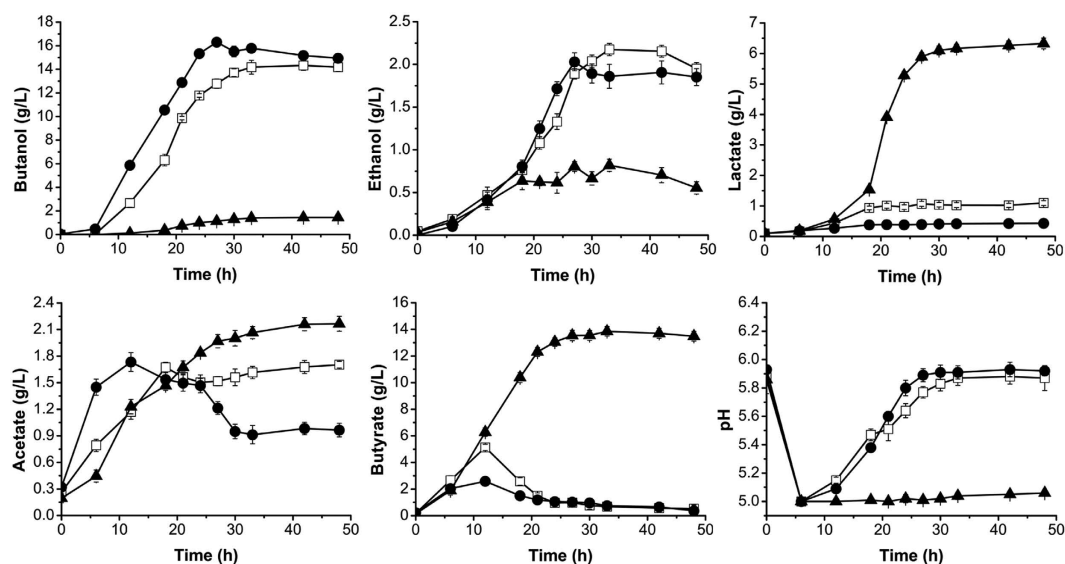 Butanol (g/L)
18
16
14
12
10
8
6
4
2
0
0 10 20 30 40 50
Time (h)
Ethanol (g/L)
2.5
2.0
1.5
1.0
0.5
0.0
0 10 20 30 40 50
Time (h)
Lactate (g/L)
7
6
5
4
3
2
1
0
0 10 20 30 40 50
Time (h)
Acetate (g/L)
2.4
2.1
1.8
1.5
1.2
0.9
0.6
0.3
0.0
0 10 20 30 40 50
Time (h)
Butyrate (g/L)
16
14
12
10
8
6
4
2
0
0 10 20 30 40 50
Time (h)
pH
6.4
6.2
6.0
5.8
5.6
5.4
5.2
5.0
0 10 20 30 40 50
Time (h)